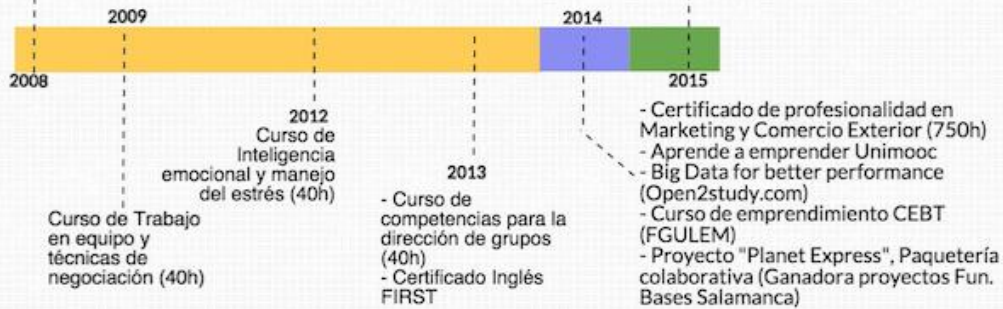 2009
2014
2008
2015
2012
Curso de
Inteligencia
emocional y manejo
del estrés (40h)
Curso de Trabajo
en equipo y
técnicas de
negociación (40h)
2013
- Curso de
competencias para la
dirección de grupos
(40h)
- Certificado Inglés
FIRST
- Certificado de profesionalidad en
Marketing y Comercio Exterior (750h)
- Aprende a emprender Unimooc
- Big Data for better performance
(Open2study.com)
- Curso de emprendimiento CEBT
(FGULEM)
- Proyecto "Planet Express", Paquetería
colaborativa (Ganadora proyectos Fun.
Bases Salamanca)